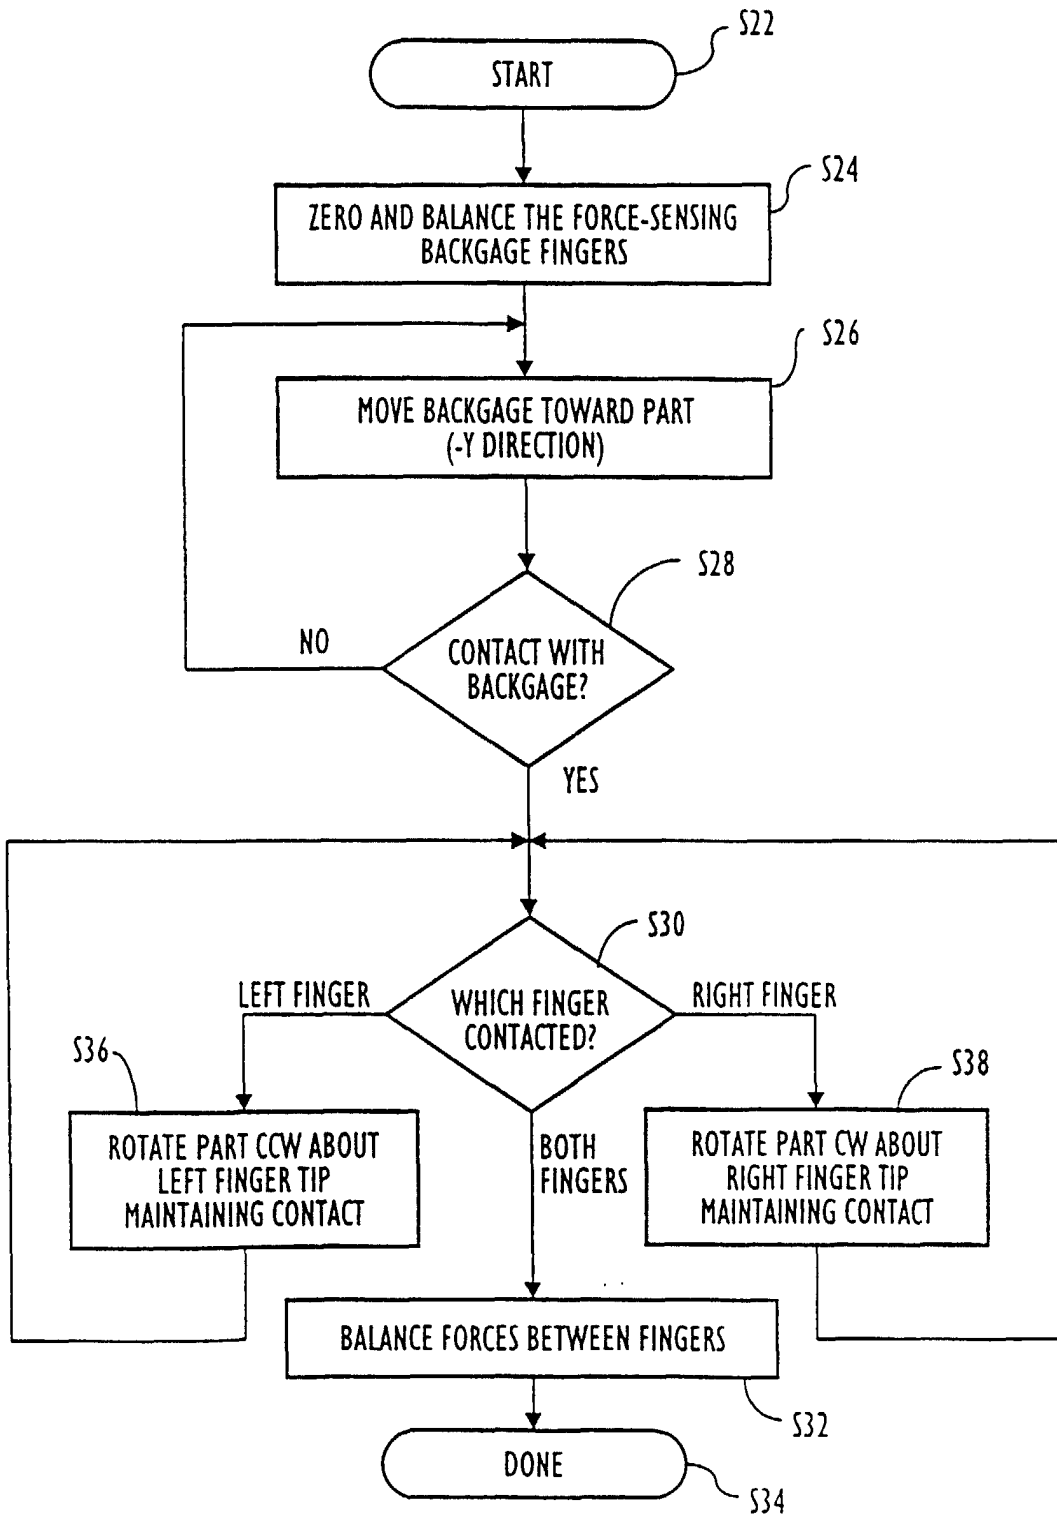 S22
START
S24
ZERO AND BALANCE THE FORCE-SENSING
BACKGAGE FINGERS
S26
MOVE BACKGAGE TOWARD PART
(-Y DIRECTION)
S28
NO
CONTACT WITH
BACKGAGE?
YES
S30
LEFT FINGER
RIGHT FINGER
WHICH FINGER
CONTACTED?
S36
S38
ROTATE PART CCW ABOUT
LEFT FINGER TIP
MAINTAINING CONTACT
BOTH
FINGERS
ROTATE PART CW ABOUT
RIGHT FINGER TIP
MAINTAINING CONTACT
BALANCE FORCES BETWEEN FINGERS
S32
DONE
S34